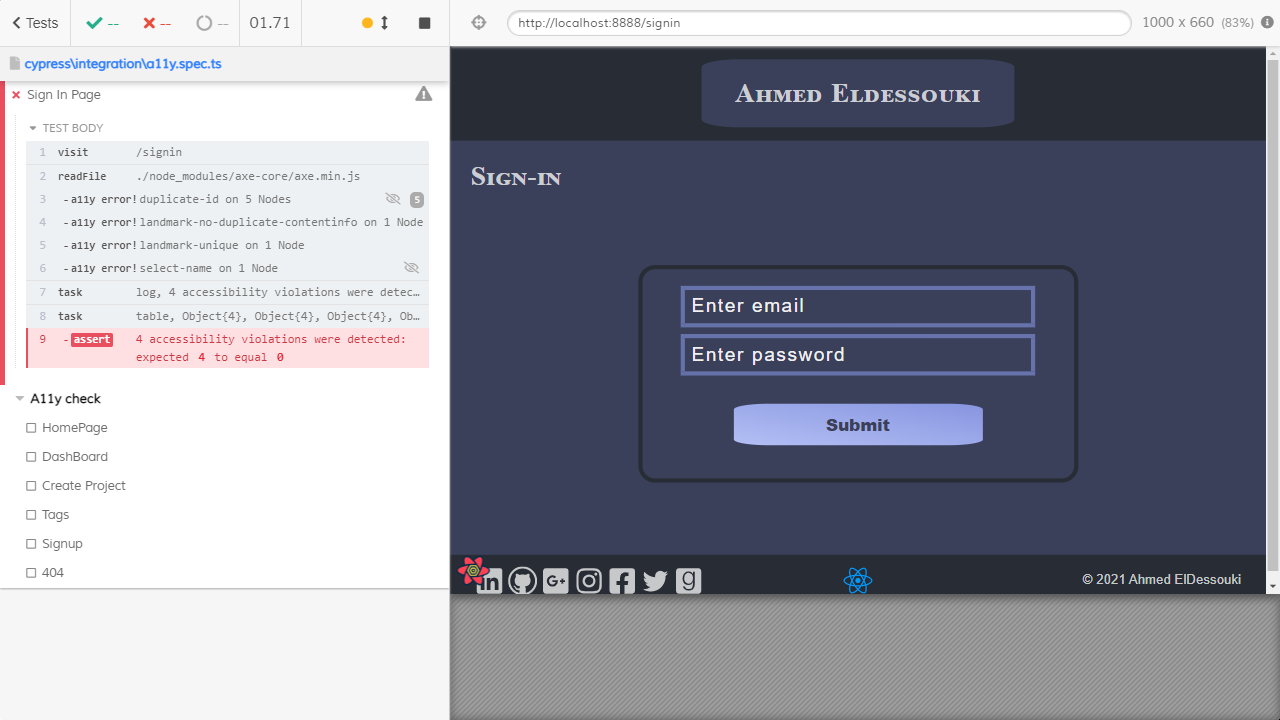 Tests
--
--
--
01.71
http://localhost:8888/signin
1000 x 660 (83%)
cypress\integration\a11y.spec.ts
Sign In Page
TEST BODY
1 visit /signin
2 readFile ./node_modules/axe-core/axe.min.js
3 -a11y error! duplicate-id on 5 Nodes 5
4 -a11y error! landmark-no-duplicate-contentinfo on 1 Node
5 -a11y error! landmark-unique on 1 Node
6 -a11y error! select-name on 1 Node
7 task log, 4 accessibility violations were detec…
8 task table, Object{4}, Object{4}, Object{4}, Ob…
9 -assert 4 accessibility violations were detected:
expected 4 to equal 0
A11y check
HomePage
DashBoard
Create Project
Tags
Signup
404
Ahmed Eldessouki
Sign-in
Enter email
Enter password
Submit
© 2021 Ahmed ElDessouki